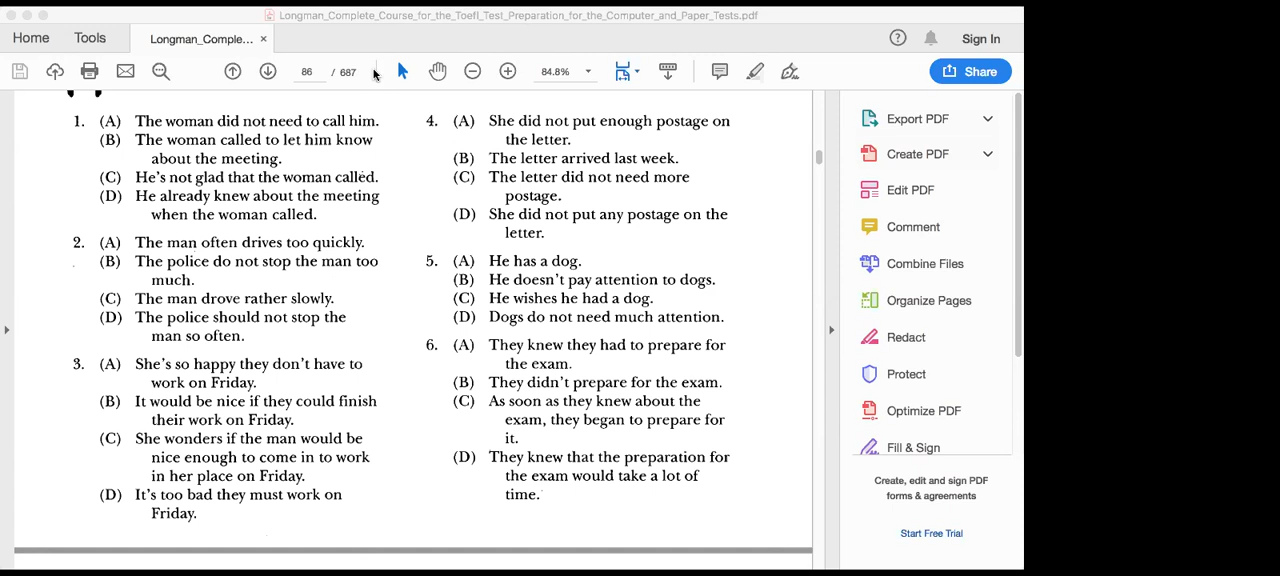 Longman_Complete_Course_for_the_Toefl_Test_Preparation_for_the_Computer_and_Paper_Tests.pdf
Home
Tools
Longman_Comple... ×
Sign In
86 / 687
84.8%
Share
1. (A) The woman did not need to call him.
(B) The woman called to let him know
about the meeting.
(C) He's not glad that the woman called.
(D) He already knew about the meeting
when the woman called.
2. (A) The man often drives too quickly.
(B) The police do not stop the man too
much.
(C) The man drove rather slowly.
(D) The police should not stop the
man so often.
3. (A) She's so happy they don't have to
work on Friday.
(B) It would be nice if they could finish
their work on Friday.
(C) She wonders if the man would be
nice enough to come in to work
in her place on Friday.
(D) It's too bad they must work on
Friday.
4. (A) She did not put enough postage on
the letter.
(B) The letter arrived last week.
(C) The letter did not need more
postage.
(D) She did not put any postage on the
letter.
5. (A) He has a dog.
(B) He doesn't pay attention to dogs.
(C) He wishes he had a dog.
(D) Dogs do not need much attention.
6. (A) They knew they had to prepare for
the exam.
(B) They didn't prepare for the exam.
(C) As soon as they knew about the
exam, they began to prepare for
it.
(D) They knew that the preparation for
the exam would take a lot of
time.
Export PDF
Create PDF
Edit PDF
Comment
Combine Files
Organize Pages
Redact
Protect
Optimize PDF
Fill & Sign
Create, edit and sign PDF
forms & agreements
Start Free Trial